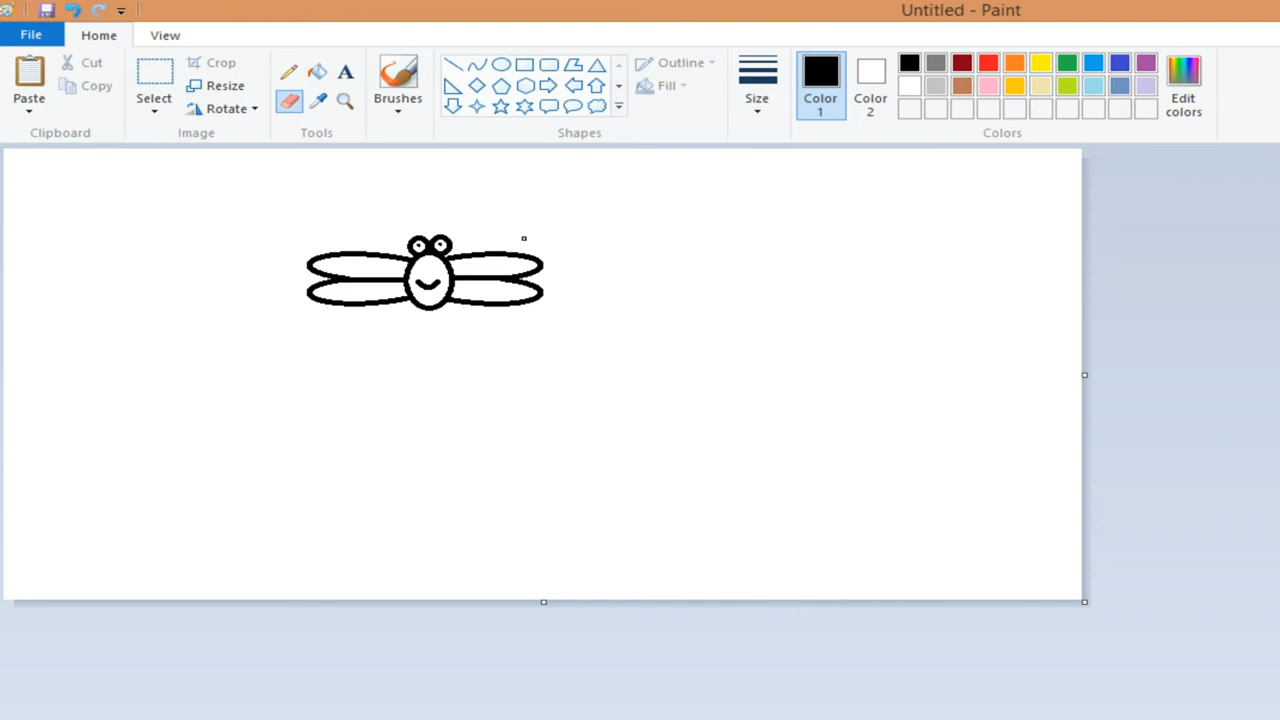 Untitled - Paint
File Home View
Paste Cut Copy Select Crop Resize Rotate Brushes Outline Fill Size Color 1 Color 2 Edit colors
Clipboard Image Tools Shapes Colors